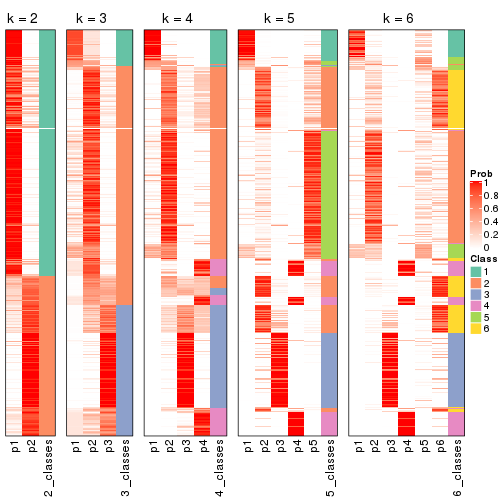 k = 2
k = 3
k = 4
k = 5
k = 6
p1
p2
2_classes
p1
p2
p3
3_classes
p1
p2
p3
p4
4_classes
p1
p2
p3
p4
p5
5_classes
p1
p2
p3
p4
p5
p6
6_classes
Prob
1
0.8
0.6
0.4
0.2
0
Class
1
2
3
4
5
6